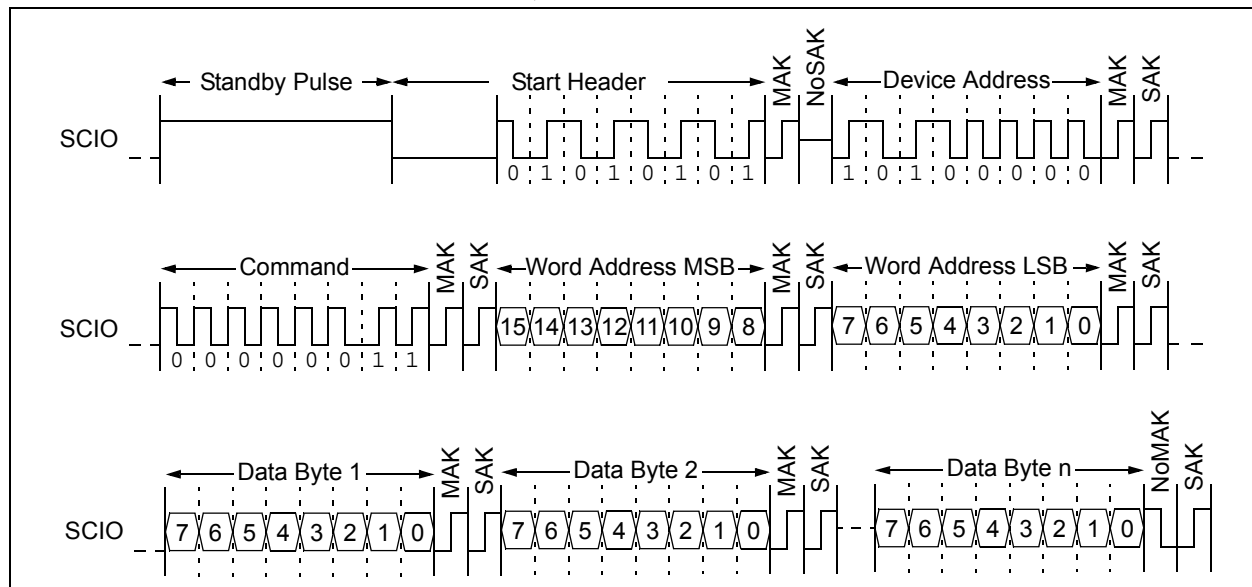 Standby Pulse Start Header MAK NoSAK Device Address MAK SAK
SCIO
0 1 0 1 0 1 0 1 1 0 1 0 0 0 0 0
Command MAK SAK Word Address MSB MAK SAK Word Address LSB MAK SAK
SCIO 15 14 13 12 11 10 9 8 7 6 5 4 3 2 1 0
0 0 0 0 0 0 1 1
Data Byte 1 MAK SAK Data Byte 2 MAK SAK Data Byte n NoMAK SAK
SCIO 7 6 5 4 3 2 1 0 7 6 5 4 3 2 1 0 7 6 5 4 3 2 1 0